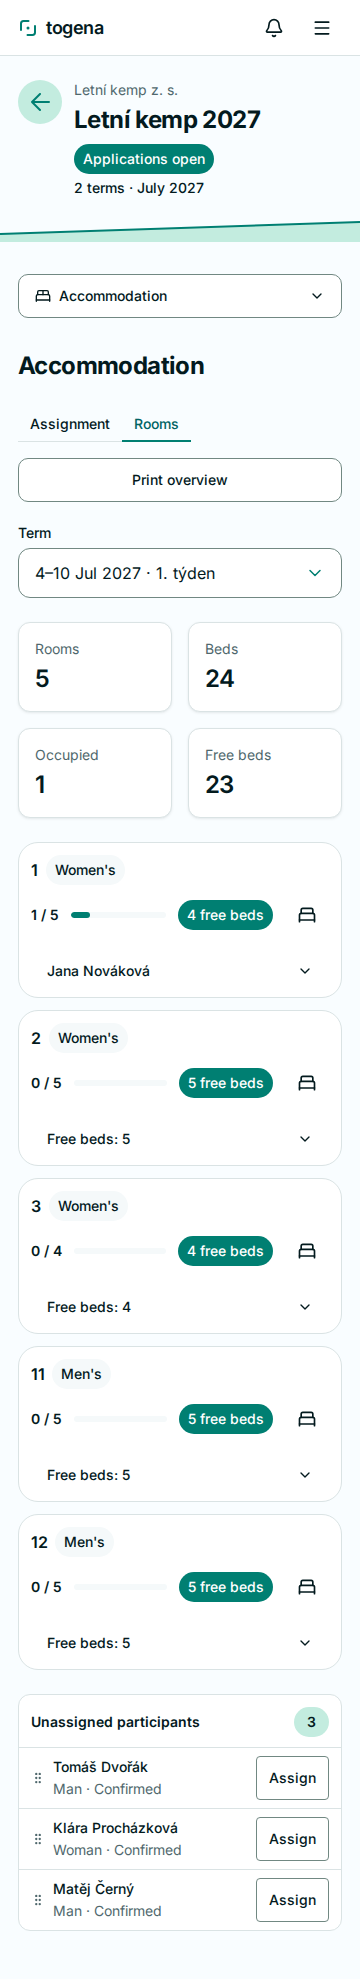 togena
Letní kemp z. s.
Letní kemp 2027
Applications open
2 terms · July 2027
Accommodation
Accommodation
Assignment Rooms
Print overview
Term
4–10 Jul 2027 · 1. týden
Rooms Beds
5 24
Occupied Free beds
1 23
1 Women's
1 / 5 4 free beds
Jana Nováková
2 Women's
0 / 5 5 free beds
Free beds: 5
3 Women's
0 / 4 4 free beds
Free beds: 4
11 Men's
0 / 5 5 free beds
Free beds: 5
12 Men's
0 / 5 5 free beds
Free beds: 5
Unassigned participants 3
Tomáš Dvořák
Man · Confirmed
Assign
Klára Procházková
Woman · Confirmed
Assign
Matěj Černý
Man · Confirmed
Assign